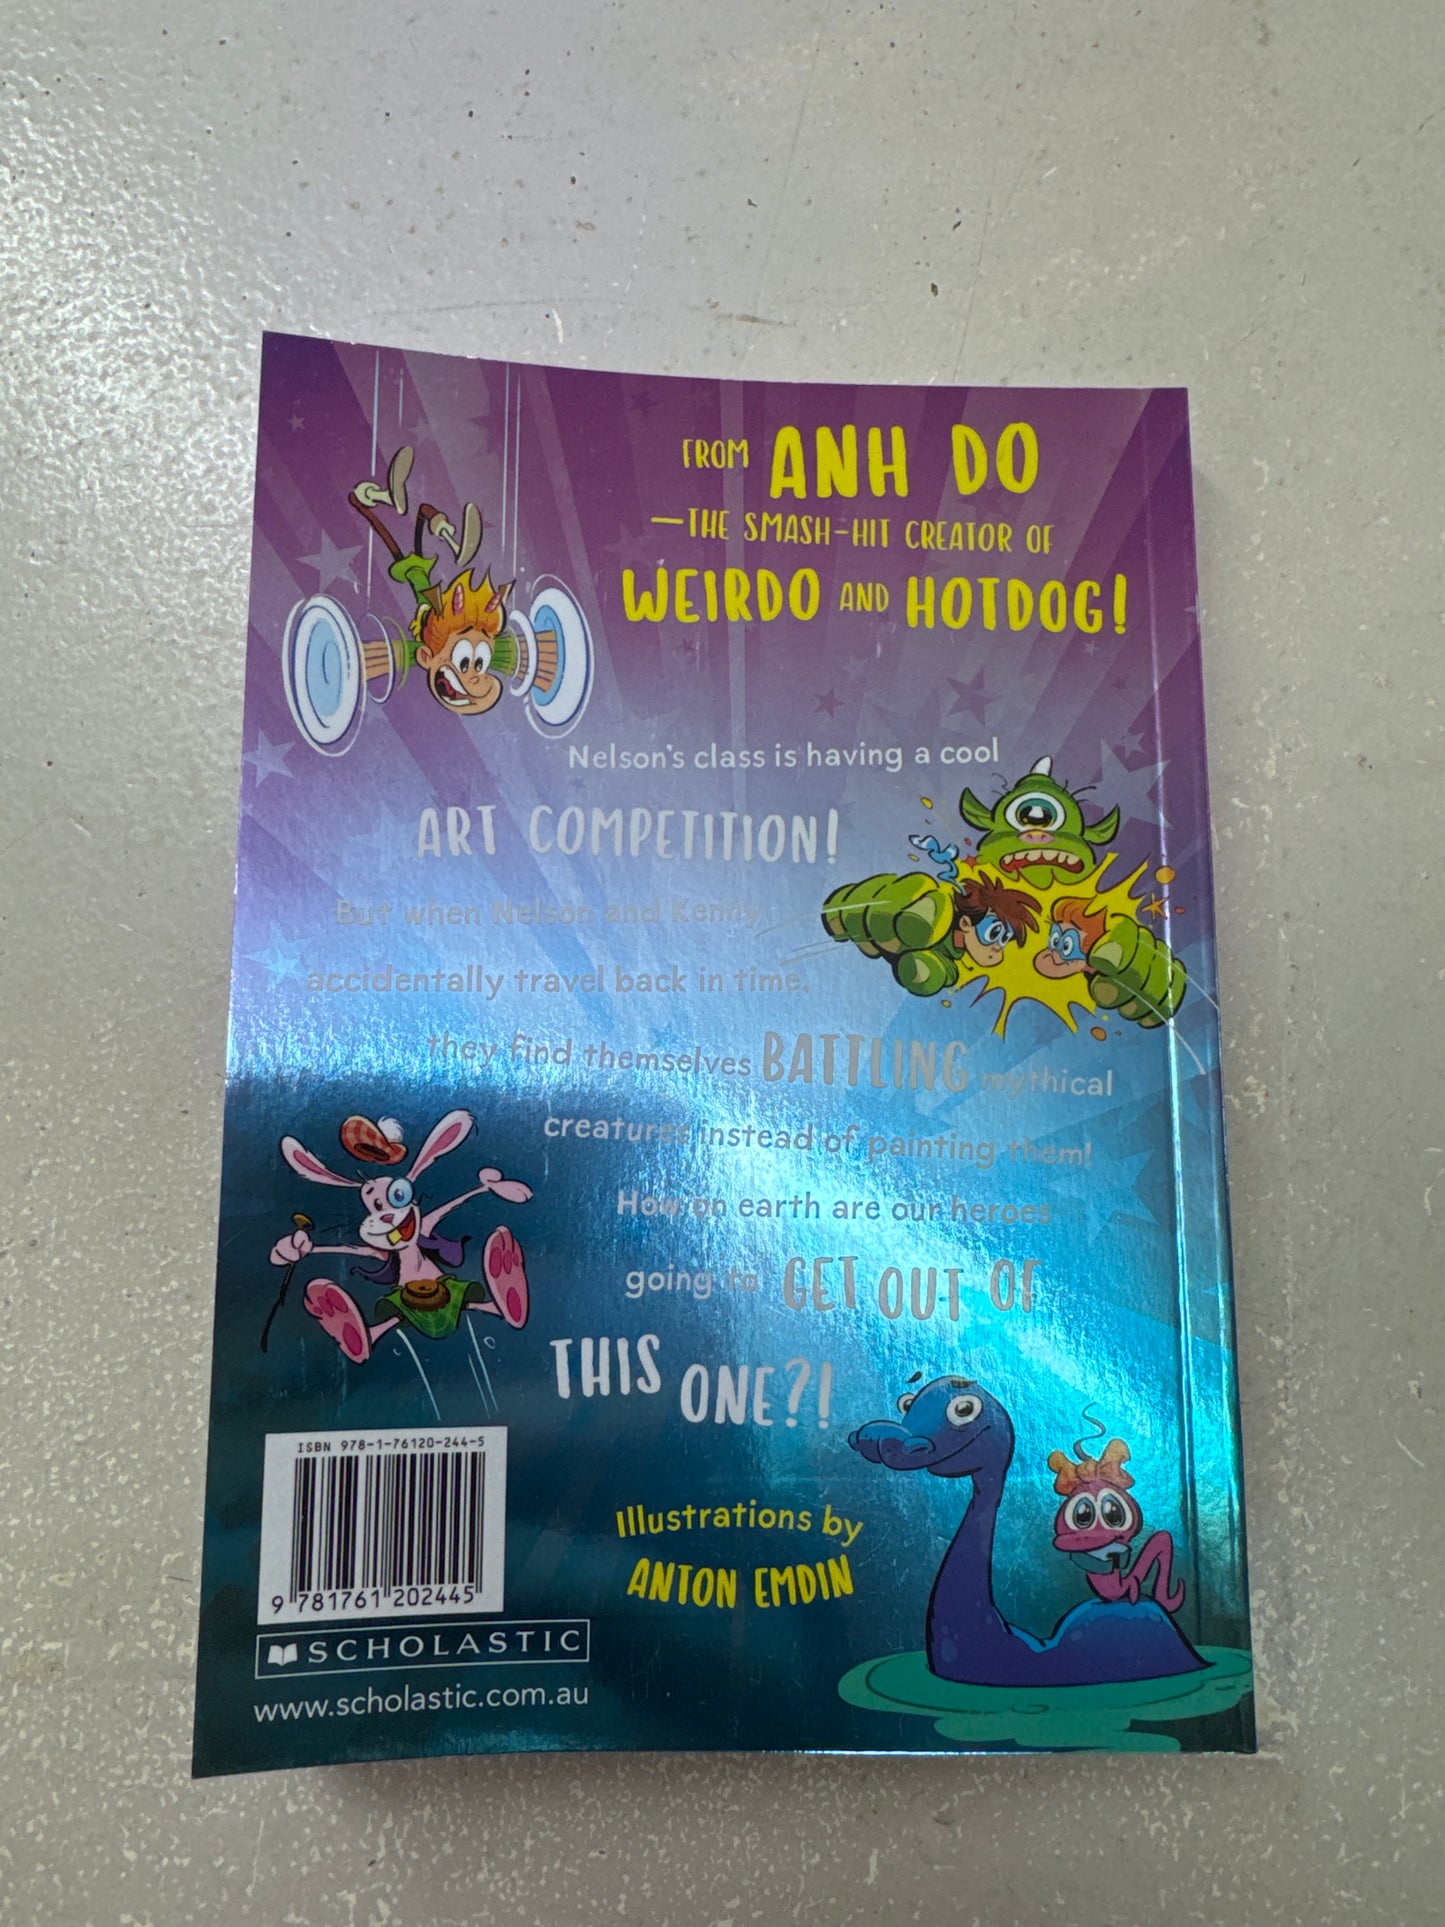 FROM ANH DO
—THE SMASH-HIT CREATOR OF
WEIRDO AND HOTDOG!
Nelson's class is having a cool
ART COMPETITION!
But when Nelson and Kenny
accidentally travel back in time,
they find themselves BATTLING mythical
creatures instead of painting them!
How on earth are our heroes
going to GET OUT OF
THIS ONE?!
ISBN 978-1-76120-244-5
9 781761 202445
Illustrations by
ANTON EMDIN
SCHOLASTIC
www.scholastic.com.au